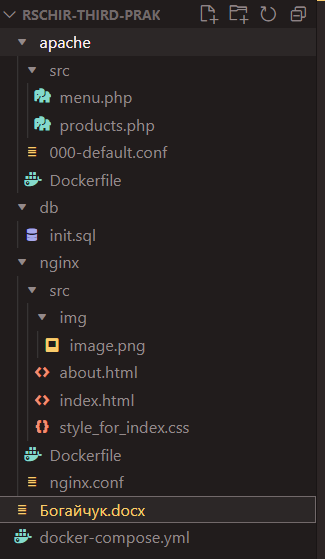 RSCHIR-THIRD-PRAK
apache
src
menu.php
products.php
000-default.conf
Dockerfile
db
init.sql
nginx
src
img
image.png
about.html
index.html
style_for_index.css
Dockerfile
nginx.conf
Богайчук.docx
docker-compose.yml